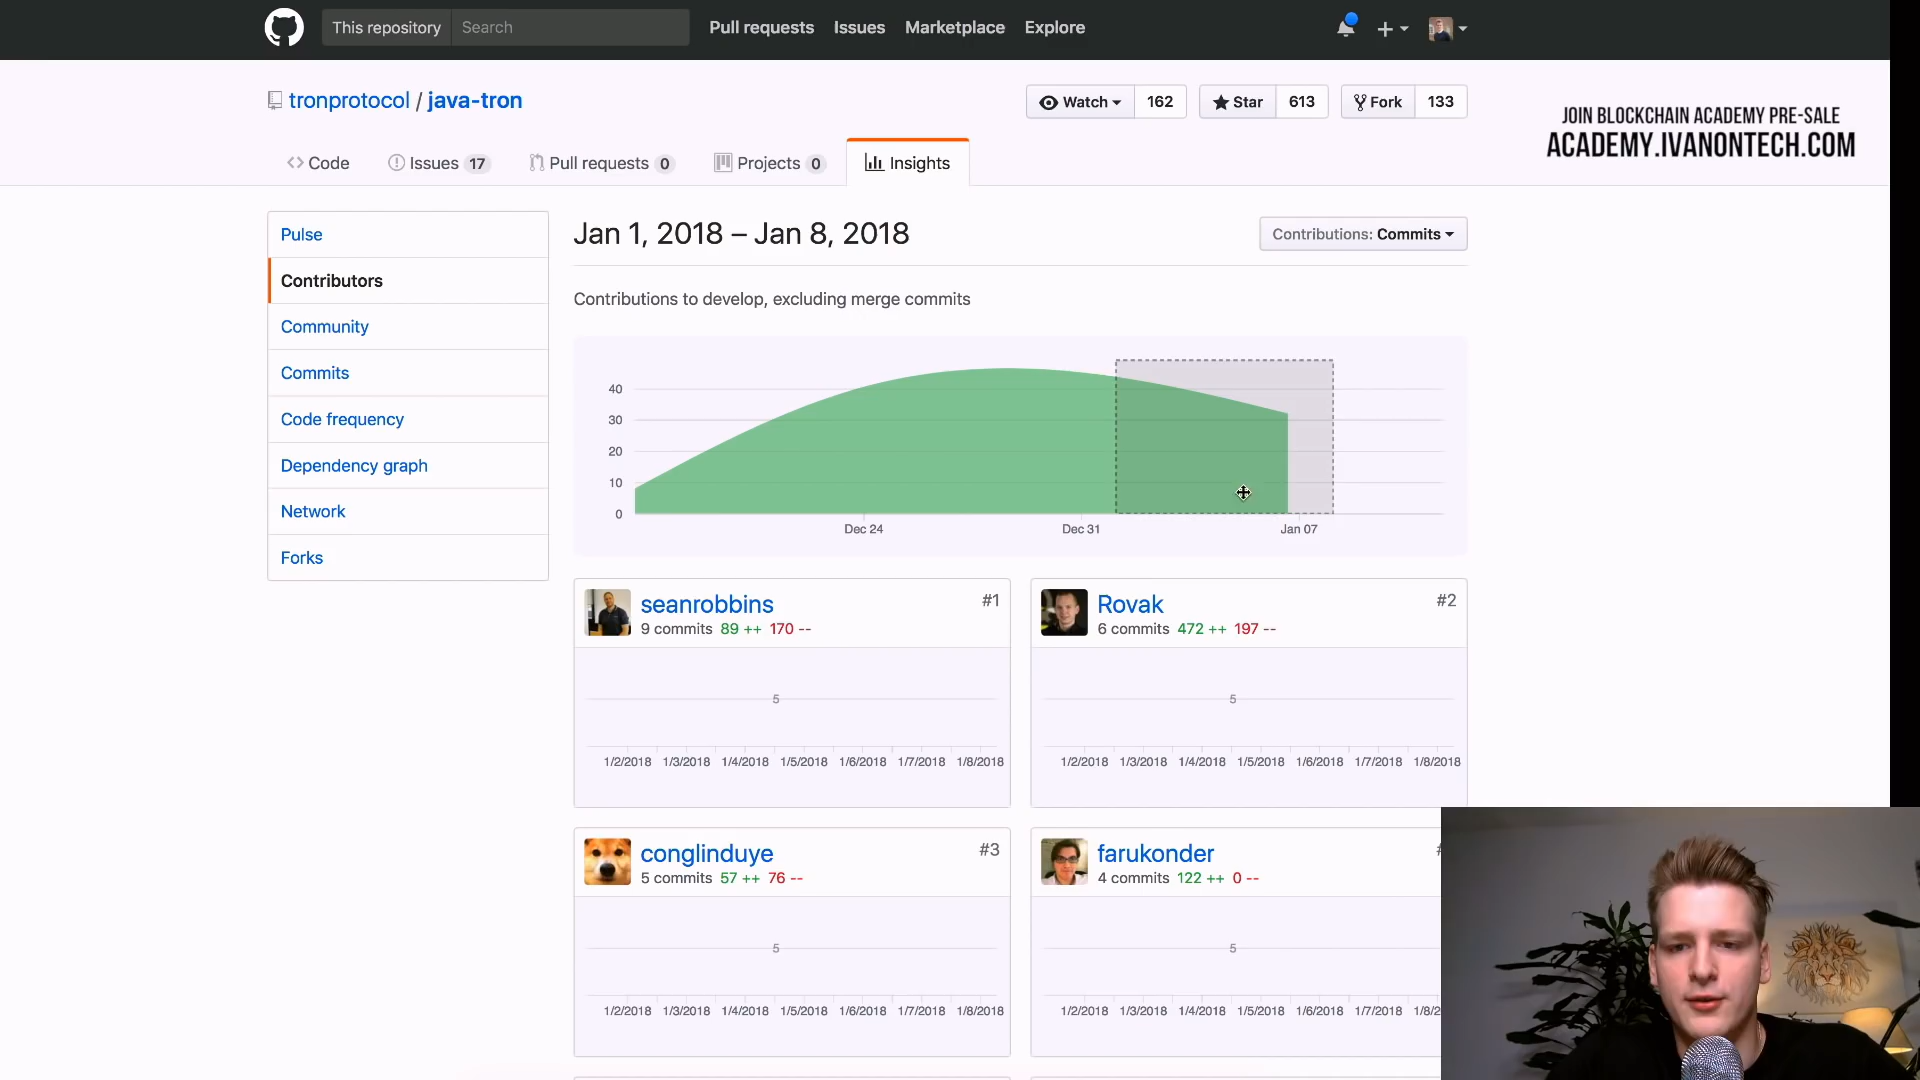 This repository
Search
Pull requests
Issues
Marketplace
Explore
tronprotocol / java-tron
Watch
162
Star
613
Fork
133
JOIN BLOCKCHAIN ACADEMY PRE-SALE
ACADEMY.IVANONTECH.COM
Code
Issues 17
Pull requests 0
Projects 0
Insights
Pulse
Contributors
Community
Commits
Code frequency
Dependency graph
Network
Forks
Jan 1, 2018 – Jan 8, 2018
Contributions: Commits
Contributions to develop, excluding merge commits
40
30
20
10
0
Dec 24
Dec 31
Jan 07
seanrobbins
#1
9 commits 89 ++ 170 --
5
1/2/2018 1/3/2018 1/4/2018 1/5/2018 1/6/2018 1/7/2018 1/8/2018
Rovak
#2
6 commits 472 ++ 197 --
5
1/2/2018 1/3/2018 1/4/2018 1/5/2018 1/6/2018 1/7/2018 1/8/2018
conglinduye
#3
5 commits 57 ++ 76 --
5
1/2/2018 1/3/2018 1/4/2018 1/5/2018 1/6/2018 1/7/2018 1/8/2018
farukonder
4 commits 122 ++ 0 --
5
1/2/2018 1/3/2018 1/4/2018 1/5/2018 1/6/2018 1/7/2018 1/8/2